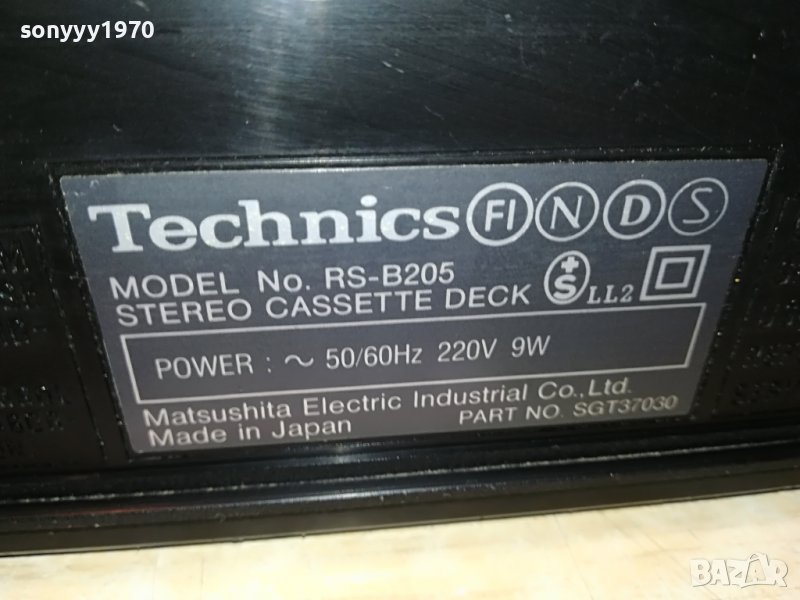 sonyyy1970
Technics FI N D S
MODEL No. RS-B205
STEREO CASSETTE DECK +S LL2
POWER : ~ 50/60Hz 220V 9W
Matsushita Electric Industrial Co., Ltd.
Made in Japan PART NO. SGT37030
BAZAR